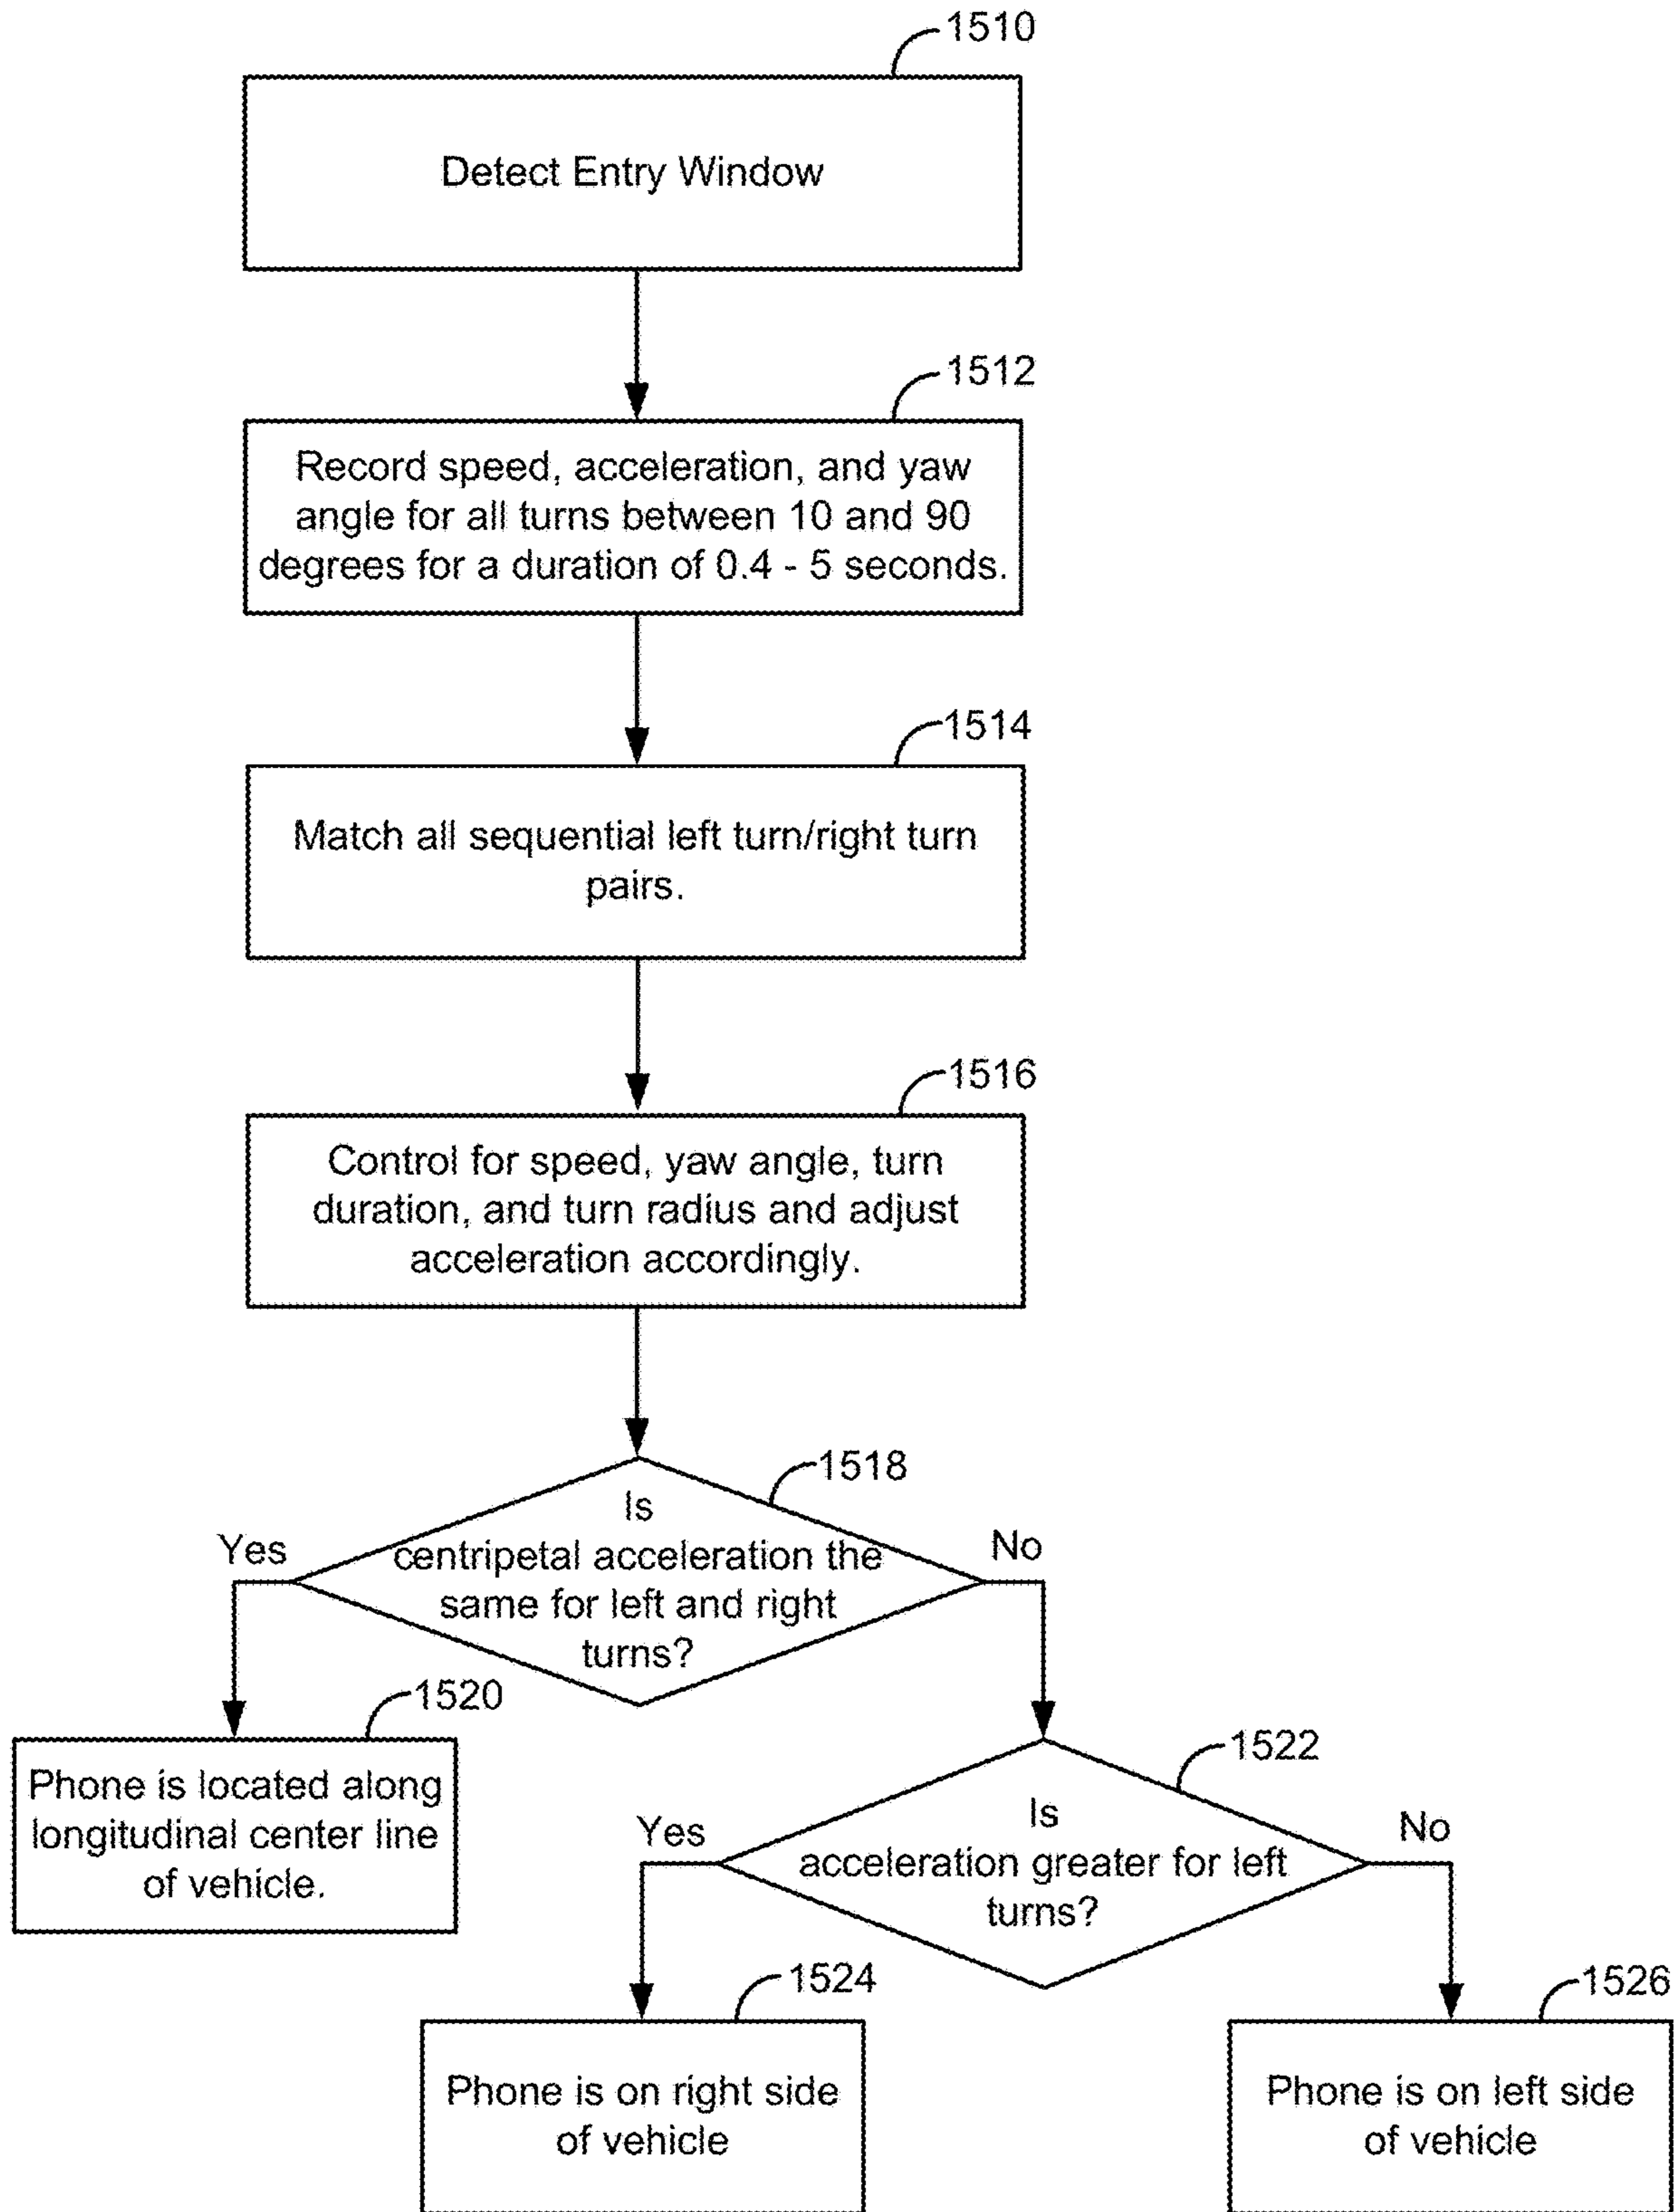 1510
Detect Entry Window
1512
Record speed, acceleration, and yaw
angle for all turns between 10 and 90
degrees for a duration of 0.4 - 5 seconds.
1514
Match all sequential left turn/right turn
pairs.
1516
Control for speed, yaw angle, turn
duration, and turn radius and adjust
acceleration accordingly.
1518
Is
centripetal acceleration the
same for left and right
turns?
Yes
No
1520
Phone is located along
longitudinal center line
of vehicle.
1522
Is
acceleration greater for left
turns?
Yes
No
1524
Phone is on right side
of vehicle
1526
Phone is on left side
of vehicle